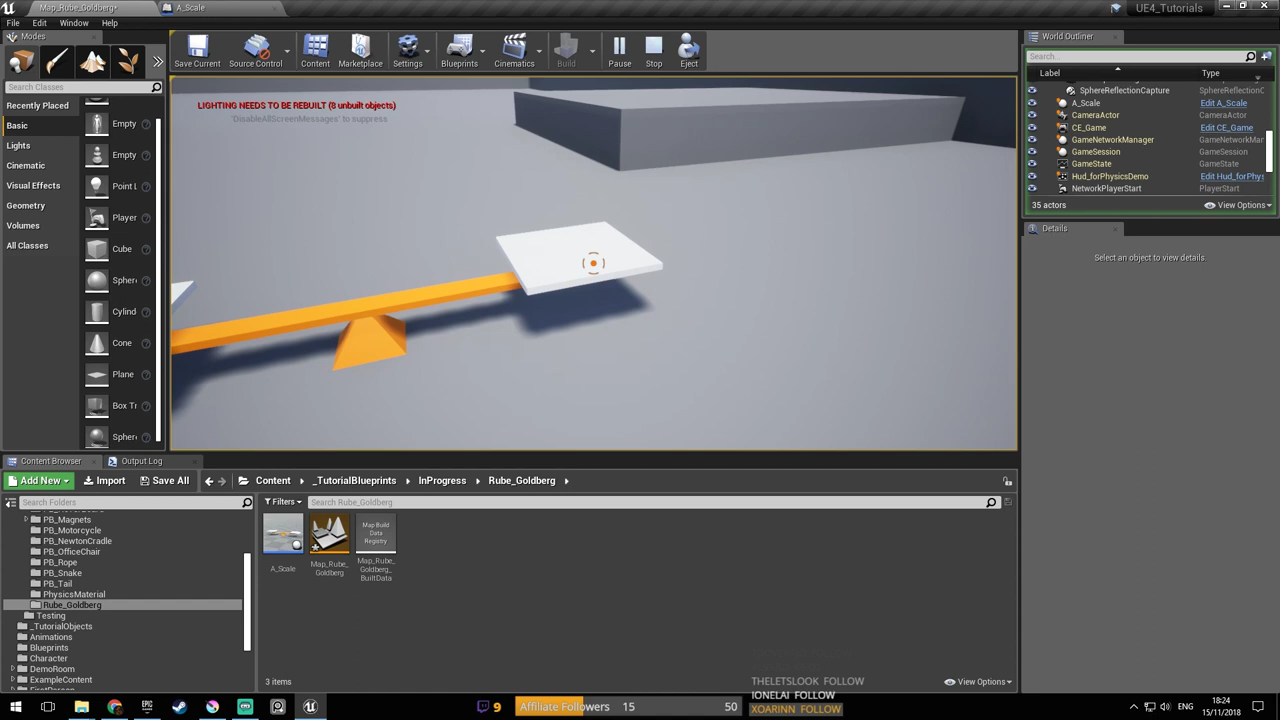 Map_Rube_Goldberg*
A_Scale
UE4_Tutorials
File Edit Window Help
Modes
Search Classes
Recently Placed
Basic
Lights
Cinematic
Visual Effects
Geometry
Volumes
All Classes
Empty
Empty
Point L
Player
Cube
Spher
Cylind
Cone
Plane
Box Tr
Spher
Save Current
Source Control
Content
Marketplace
Settings
Blueprints
Cinematics
Build
Pause
Stop
Eject
LIGHTING NEEDS TO BE REBUILT (8 unbuilt objects)
'DisableAllScreenMessages' to suppress
World Outliner
Search...
Label Type
SphereReflectionCapture SphereReflectionC
A_Scale Edit A_Scale
CameraActor CameraActor
CE_Game Edit CE_Game
GameNetworkManager GameNetworkMan
GameSession GameSession
GameState GameState
Hud_forPhysicsDemo Edit Hud_forPhys
NetworkPlayerStart PlayerStart
35 actors
View Options
Details
Select an object to view details.
Content Browser
Output Log
Add New
Import
Save All
Content
_TutorialBlueprints
InProgress
Rube_Goldberg
Search Folders
Filters
Search Rube_Goldberg
PB_Magnets
PB_Motorcycle
PB_NewtonCradle
PB_OfficeChair
PB_Rope
PB_Snake
PB_Tail
PhysicsMaterial
Rube_Goldberg
Testing
_TutorialObjects
Animations
Blueprints
Character
DemoRoom
ExampleContent
A_Scale
Map_Rube_
Goldberg
Map Build
Data
Registry
Map_Rube_
Goldberg_
BuiltData
3 items
View Options
THELETSLOOK FOLLOW
IONELAI FOLLOW
XOARINN FOLLOW
9
Affiliate Followers 15 50
ENG
18:24
15/11/2018